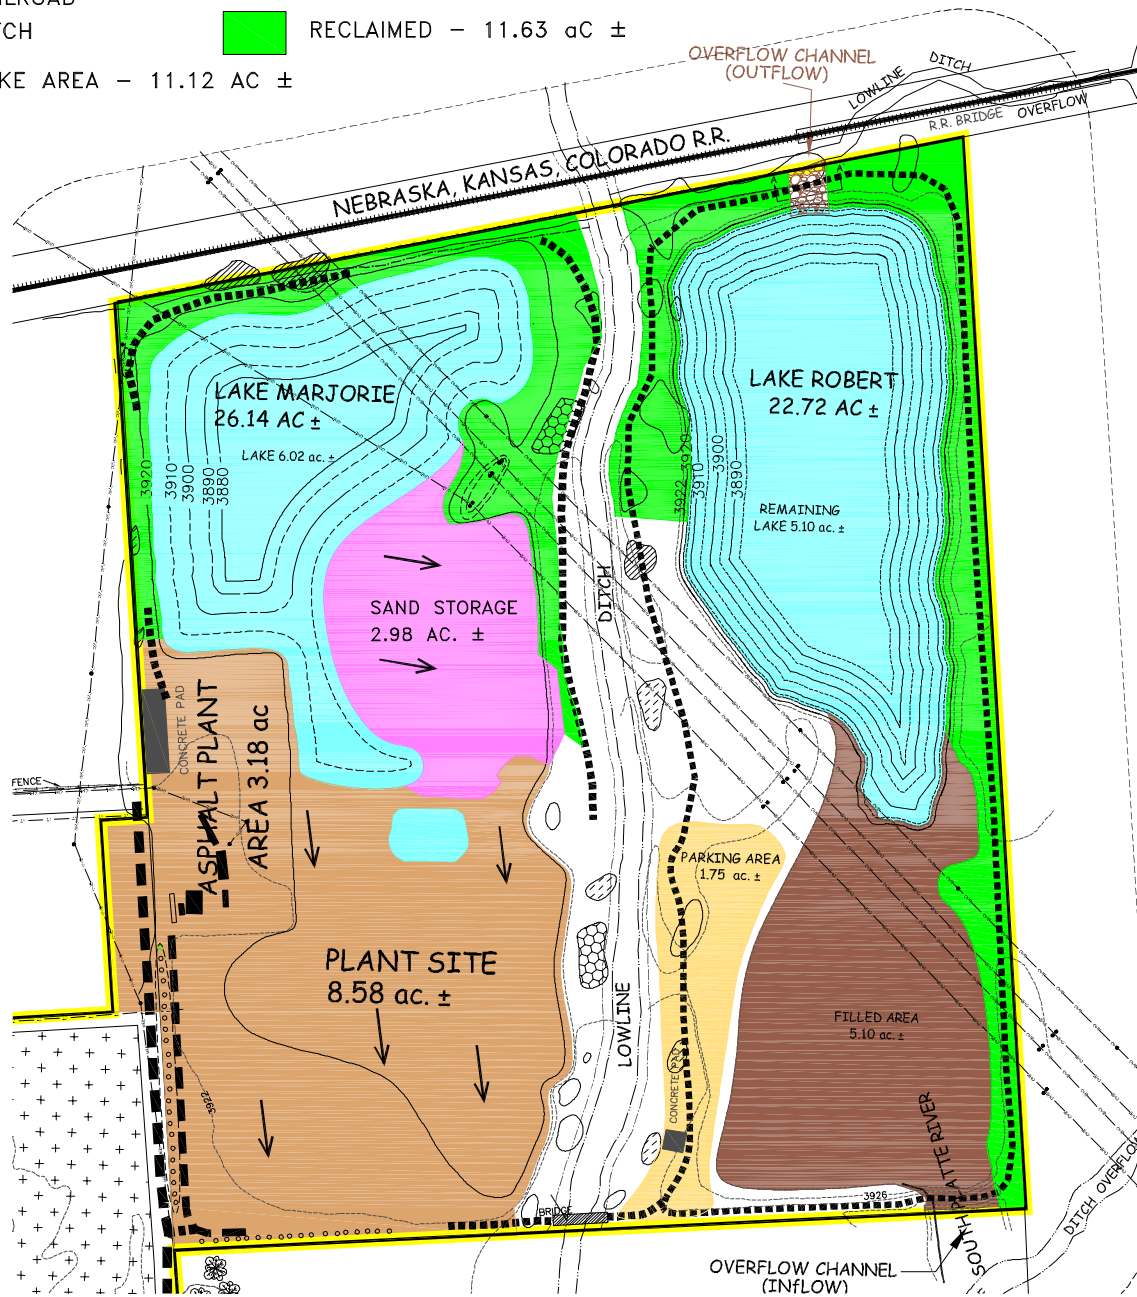 TCH
RECLAIMED - 11.63 aC ±
KE AREA - 11.12 AC ±
OVERFLOW CHANNEL
(OUTFLOW)
LOWLINE
DITCH
R.R. BRIDGE
OVERFLOW
NEBRASKA, KANSAS, COLORADO R.R.
LAKE MARJORIE
26.14 AC ±
LAKE 6.02 ac. ±
3920
3910
3900
3890
3880
LAKE ROBERT
22.72 AC ±
3922
3920
3910
3900
3890
REMAINING
LAKE 5.10 ac. ±
SAND STORAGE
2.98 AC. ±
DITCH
CONCRETE PAD
ASPHALT PLANT
AREA 3.18 ac
FENCE
PARKING AREA
1.75 ac. ±
PLANT SITE
8.58 ac. ±
LOWLINE
FILLED AREA
5.10 ac. ±
CONCRETE PAD
3922
3926
BRIDGE
SOUTH PLATTE RIVER
DITCH OVERFLOW
OVERFLOW CHANNEL
(INfLOW)